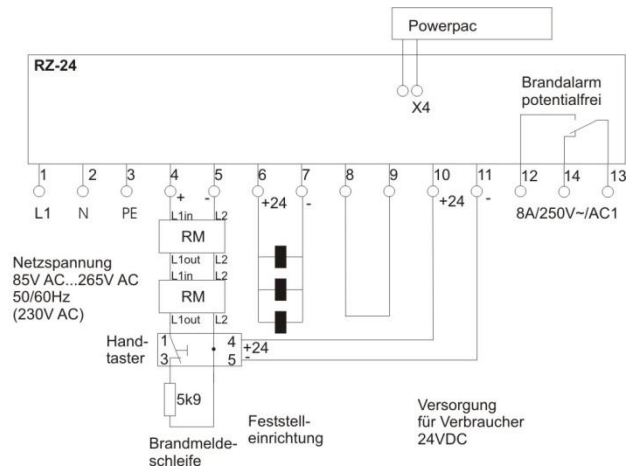 Powerpac
RZ-24
X4
Brandalarm
potentialfrei
1 2 3 4 5 6 7 8 9 10 11 12 14 13
L1 N PE + - +24 - +24 - 8A/250V~/AC1
L1in L2
RM
L1out L2
L1in L2
RM
L1out L2
Netzspannung
85V AC...265V AC
50/60Hz
(230V AC)
Hand-
taster
1 4 +24
3 5 -
5k9
Brandmelde-
schleife
Feststell-
einrichtung
Versorgung
für Verbraucher
24VDC